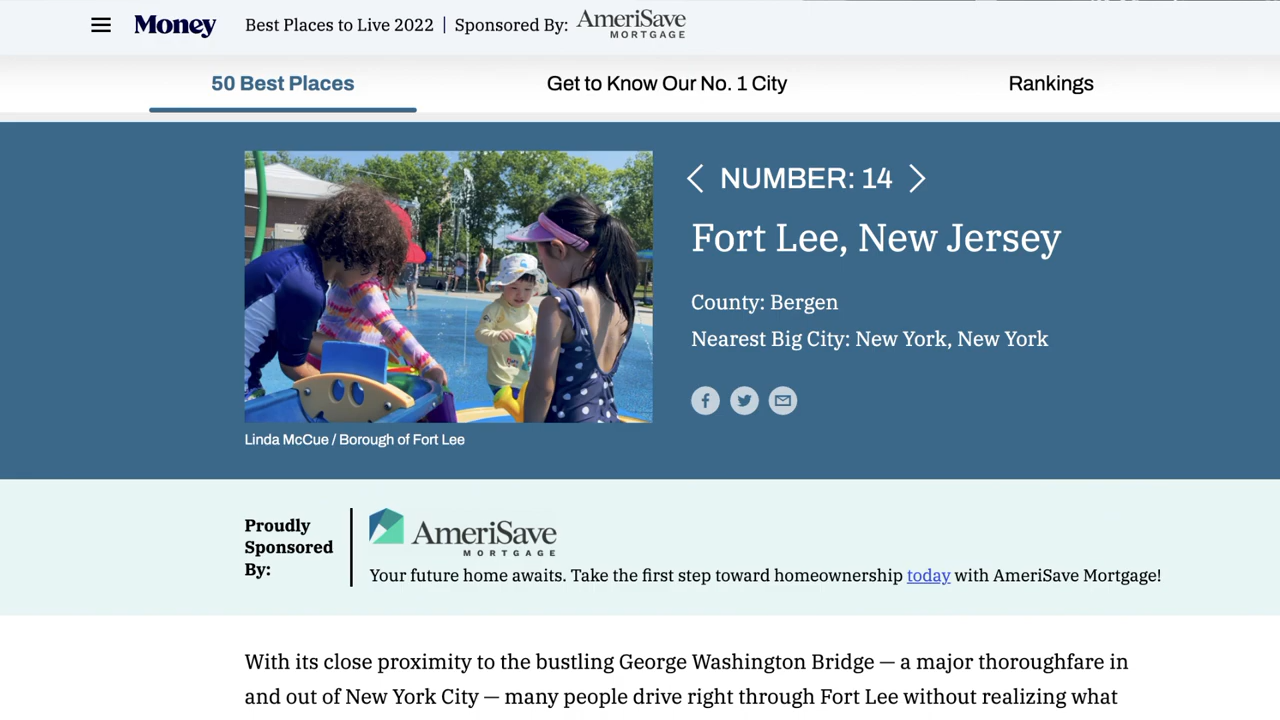 Money Best Places to Live 2022 | Sponsored By: AmeriSave MORTGAGE
50 Best Places Get to Know Our No. 1 City Rankings
NUMBER: 14
Fort Lee, New Jersey
County: Bergen
Nearest Big City: New York, New York
Linda McCue / Borough of Fort Lee
Proudly
Sponsored
By:
AmeriSave
MORTGAGE
Your future home awaits. Take the first step toward homeownership today with AmeriSave Mortgage!
With its close proximity to the bustling George Washington Bridge — a major thoroughfare in
and out of New York City — many people drive right through Fort Lee without realizing what